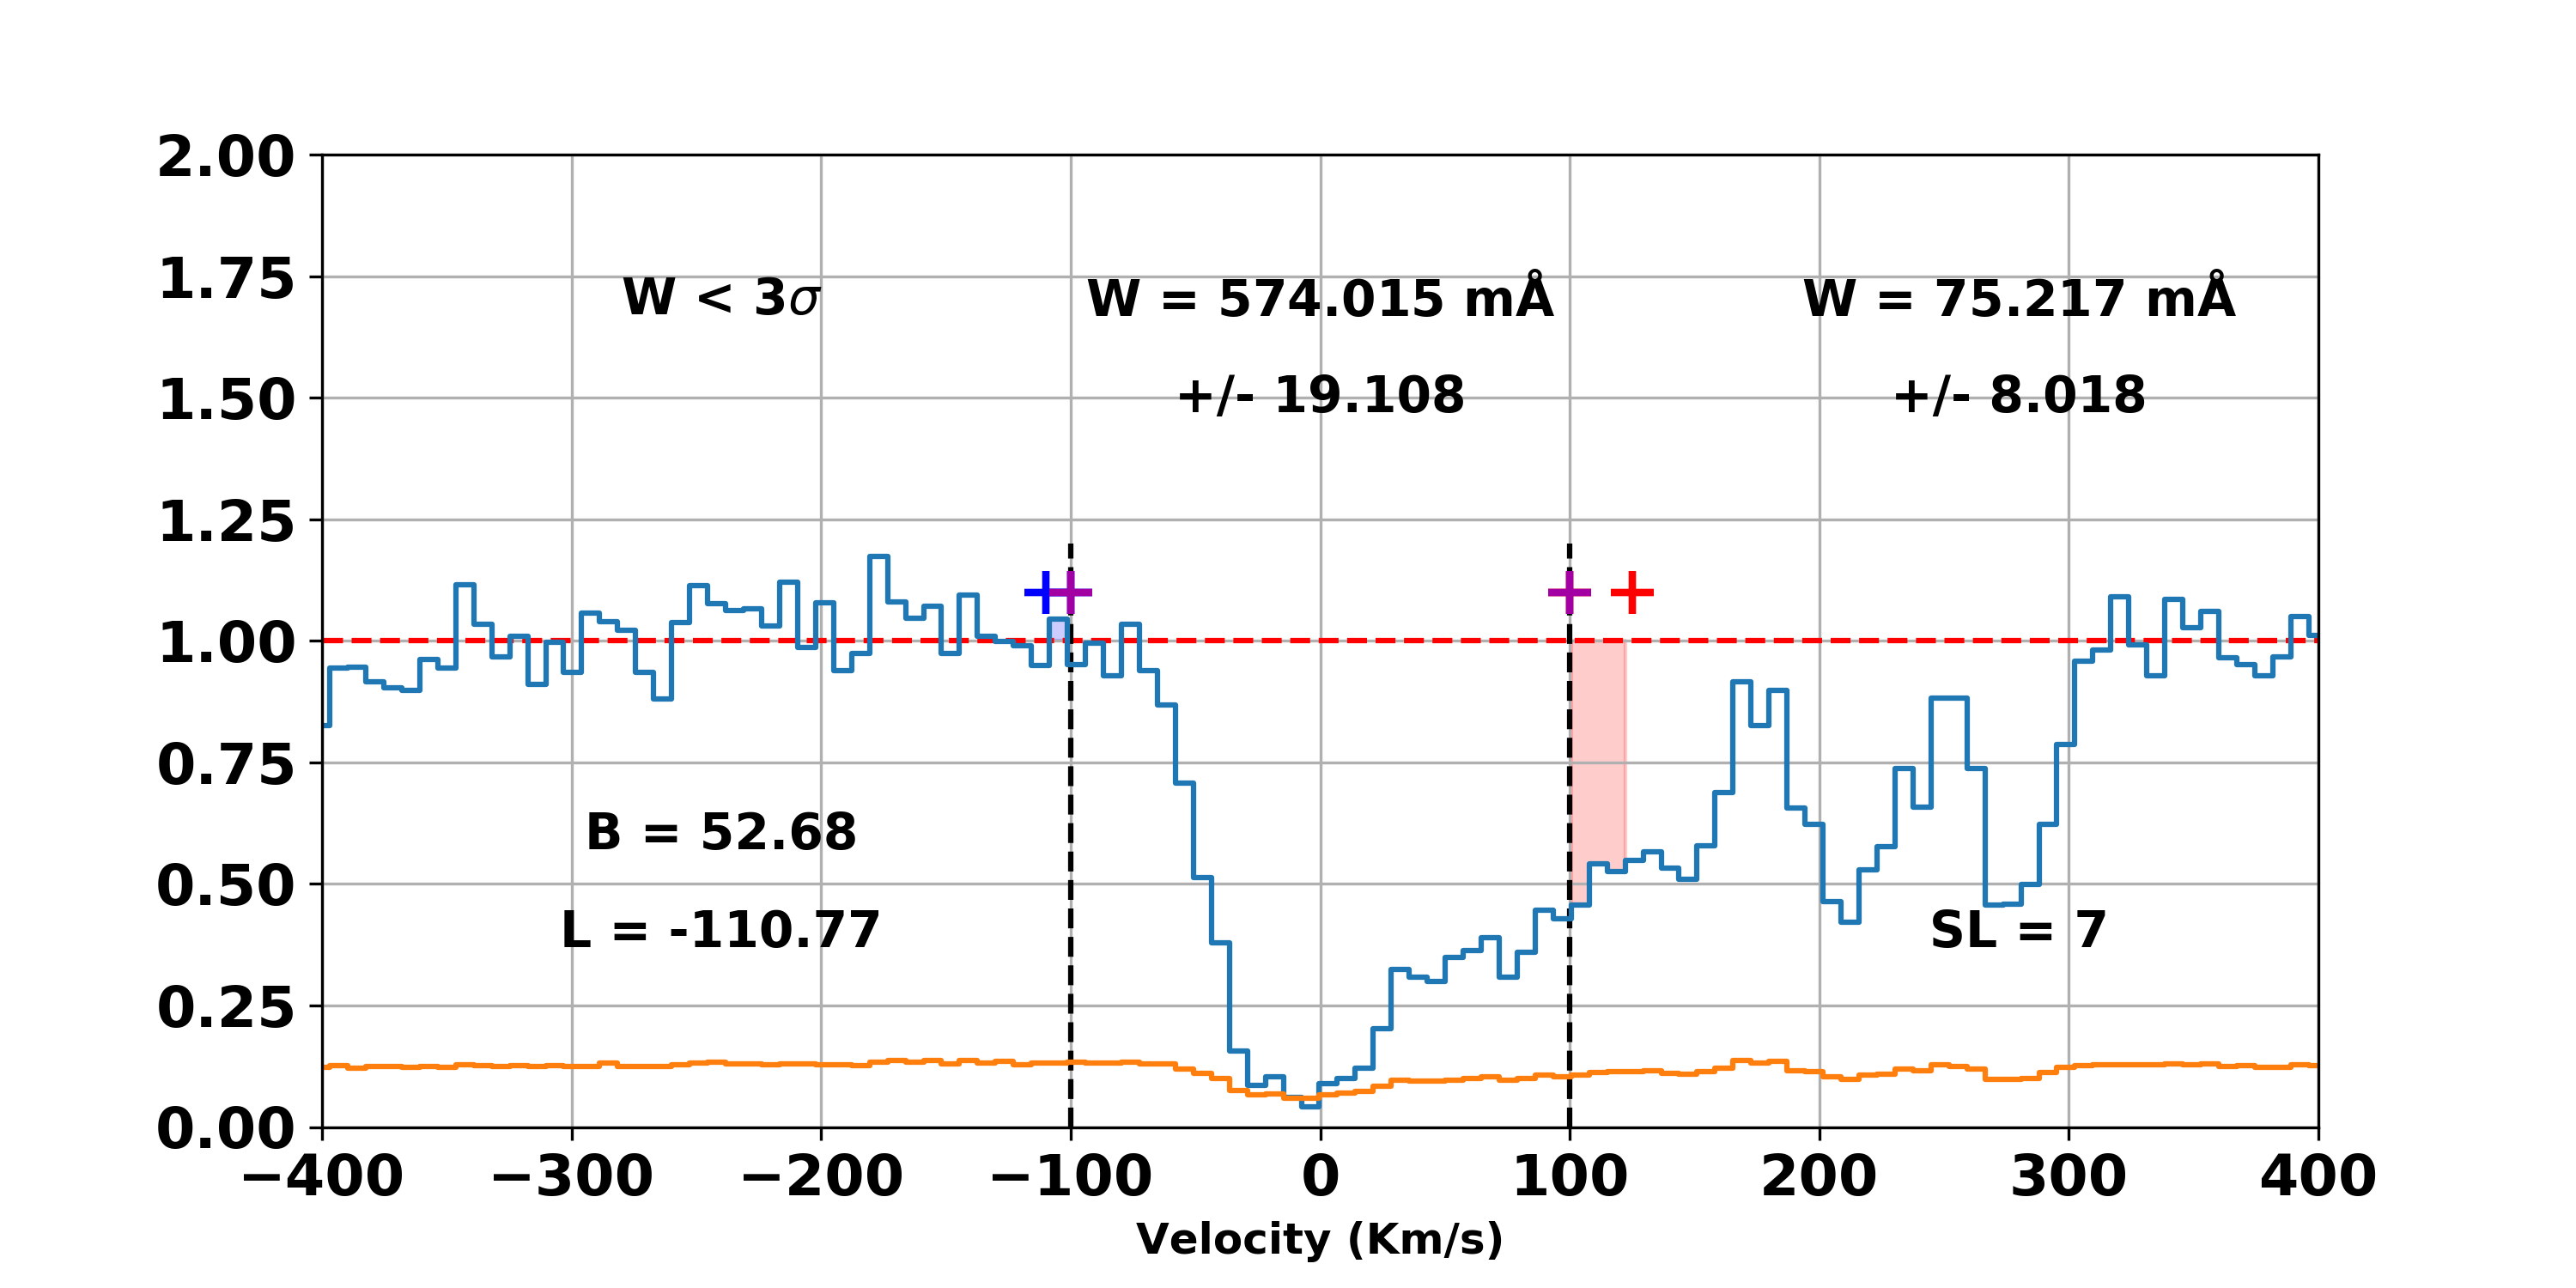 2.00
1.75
1.50
1.25
1.00
0.75
0.50
0.25
0.00
W < 3σ
W = 574.015 mÅ
+/- 19.108
W = 75.217 mÅ
+/- 8.018
B = 52.68
L = -110.77
SL = 7
−400 −300 −200 −100 0 100 200 300 400
Velocity (Km/s)